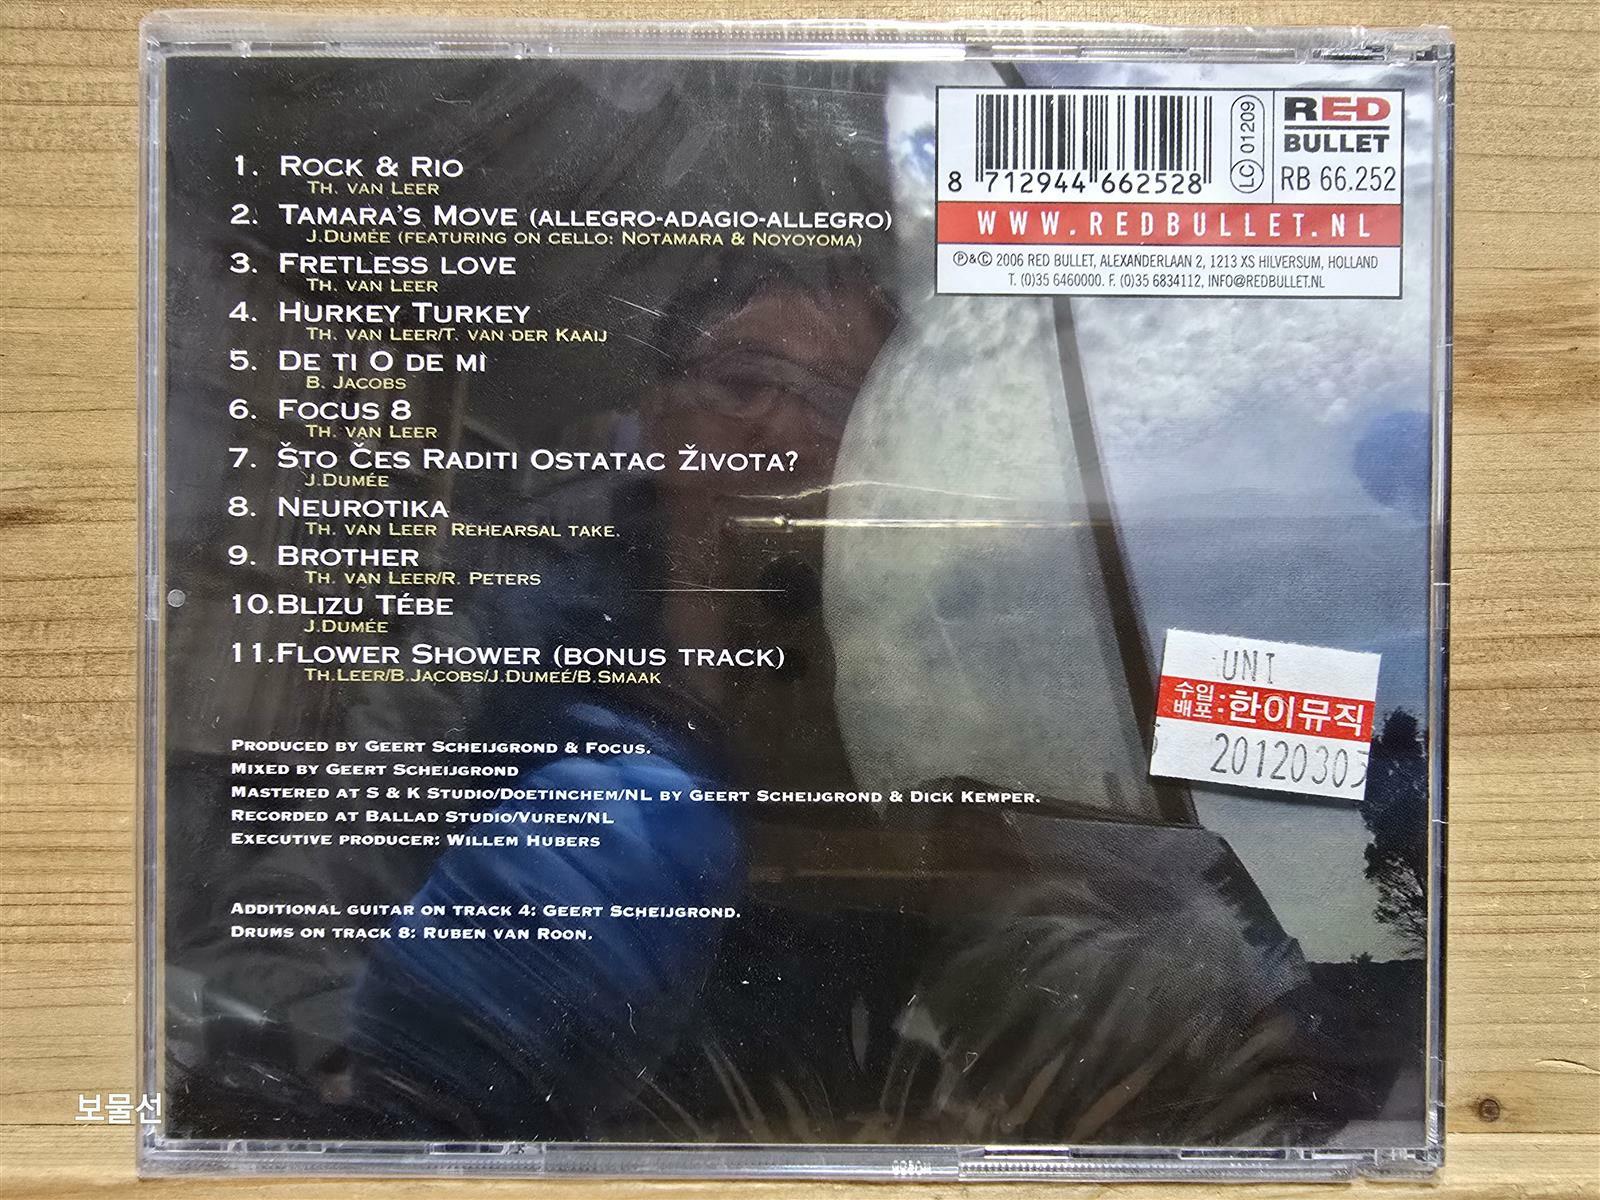 1. ROCK & RIO
TH. VAN LEER
2. TAMARA'S MOVE (ALLEGRO-ADAGIO-ALLEGRO)
J.DUMÉE (FEATURING ON CELLO: NOTAMARA & NOYOYOMA)
3. FRETLESS LOVE
TH. VAN LEER
4. HURKEY TURKEY
TH. VAN LEER/T. VAN DER KAAIJ
5. DE TI O DE MI
B. JACOBS
6. FOCUS 8
TH. VAN LEER
7. ŠTO ČES RADITI OSTATAC ŽIVOTA?
J.DUMÉE
8. NEUROTIKA
TH. VAN LEER REHEARSAL TAKE.
9. BROTHER
TH. VAN LEER/R. PETERS
10.BLIZU TÉBE
J.DUMÉE
11.FLOWER SHOWER (BONUS TRACK)
TH.LEER/B.JACOBS/J.DUMEÉ/B.SMAAK
PRODUCED BY GEERT SCHEIJGROND & FOCUS.
MIXED BY GEERT SCHEIJGROND
MASTERED AT S & K STUDIO/DOETINCHEM/NL BY GEERT SCHEIJGROND & DICK KEMPER.
RECORDED AT BALLAD STUDIO/VUREN/NL
EXECUTIVE PRODUCER: WILLEM HUBERS
ADDITIONAL GUITAR ON TRACK 4: GEERT SCHEIJGROND.
DRUMS ON TRACK 8: RUBEN VAN ROON.
8 712944 662528
LC 01209
RED
BULLET
RB 66.252
WWW.REDBULLET.NL
Ⓟ&© 2006 RED BULLET, ALEXANDERLAAN 2, 1213 XS HILVERSUM, HOLLAND
T. (0)35 6460000. F. (0)35 6834112, INFO@REDBULLET.NL
UNI
수입
배포 : 한이뮤직
20120305
보물선